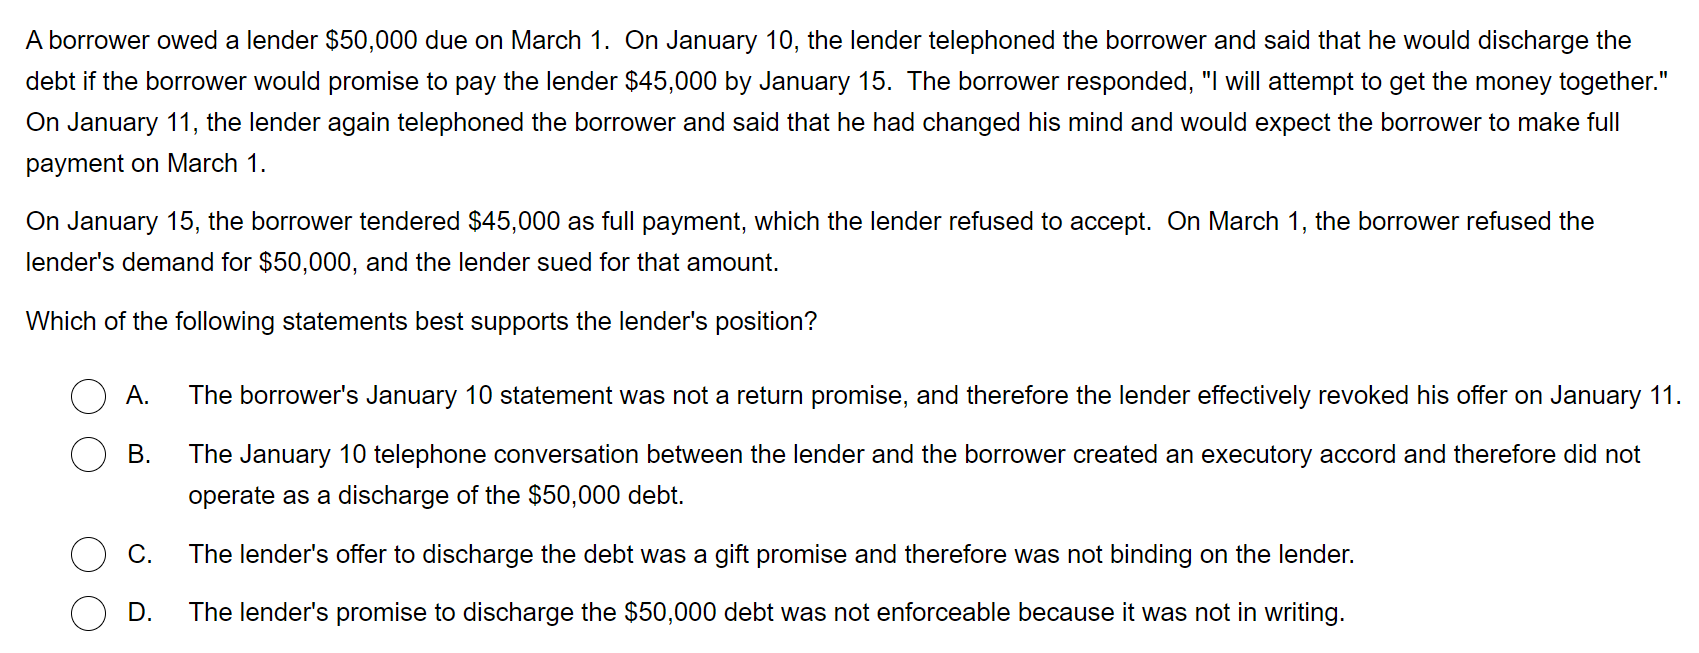 A borrower owed a lender $50,000 due on March 1.  On January 10, the lender telephoned the borrower and said that he would discharge the
debt if the borrower would promise to pay the lender $45,000 by January 15.  The borrower responded, "I will attempt to get the money together."
On January 11, the lender again telephoned the borrower and said that he had changed his mind and would expect the borrower to make full
payment on March 1.
On January 15, the borrower tendered $45,000 as full payment, which the lender refused to accept.  On March 1, the borrower refused the
lender's demand for $50,000, and the lender sued for that amount.
Which of the following statements best supports the lender's position?
A. The borrower's January 10 statement was not a return promise, and therefore the lender effectively revoked his offer on January 11.
B. The January 10 telephone conversation between the lender and the borrower created an executory accord and therefore did not
operate as a discharge of the $50,000 debt.
C. The lender's offer to discharge the debt was a gift promise and therefore was not binding on the lender.
D. The lender's promise to discharge the $50,000 debt was not enforceable because it was not in writing.